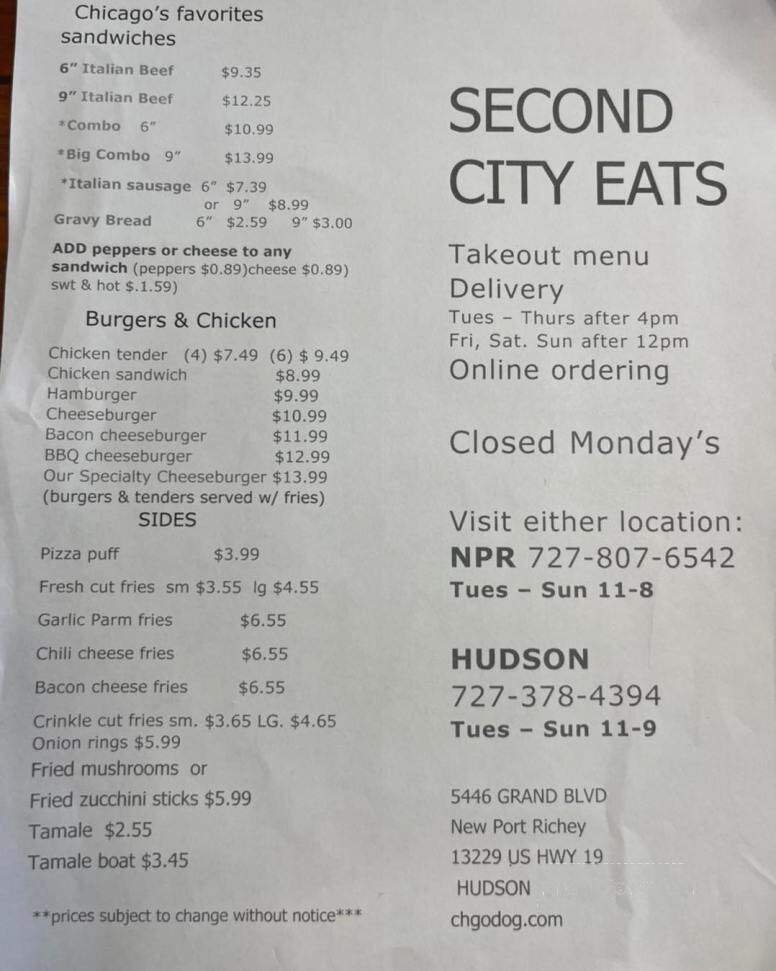 Chicago's favorites
sandwiches
6" Italian Beef $9.35
9" Italian Beef $12.25
*Combo 6" $10.99
*Big Combo 9" $13.99
*Italian sausage 6" $7.39
or 9" $8.99
Gravy Bread 6" $2.59 9" $3.00
ADD peppers or cheese to any
sandwich (peppers $0.89)cheese $0.89)
swt & hot $.1.59)
Burgers & Chicken
Chicken tender (4) $7.49 (6) $ 9.49
Chicken sandwich $8.99
Hamburger $9.99
Cheeseburger $10.99
Bacon cheeseburger $11.99
BBQ cheeseburger $12.99
Our Specialty Cheeseburger $13.99
(burgers & tenders served w/ fries)
SIDES
Pizza puff $3.99
Fresh cut fries sm $3.55 lg $4.55
Garlic Parm fries $6.55
Chili cheese fries $6.55
Bacon cheese fries $6.55
Crinkle cut fries sm. $3.65 LG. $4.65
Onion rings $5.99
Fried mushrooms or
Fried zucchini sticks $5.99
Tamale $2.55
Tamale boat $3.45
**prices subject to change without notice***
SECOND
CITY EATS
Takeout menu
Delivery
Tues – Thurs after 4pm
Fri, Sat. Sun after 12pm
Online ordering
Closed Monday's
Visit either location:
NPR 727-807-6542
Tues – Sun 11-8
HUDSON
727-378-4394
Tues – Sun 11-9
5446 GRAND BLVD
New Port Richey
13229 US HWY 19
HUDSON
chgodog.com